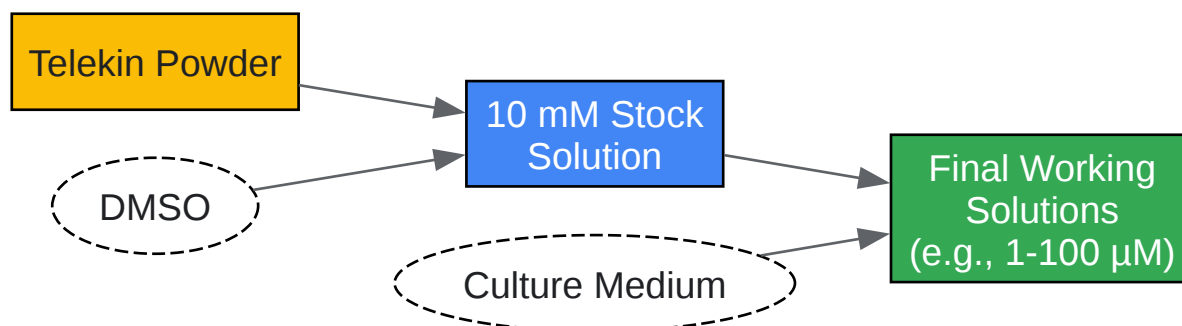 Telekin Powder
DMSO
10 mM Stock
Solution
Culture Medium
Final Working
Solutions
(e.g., 1-100 µM)